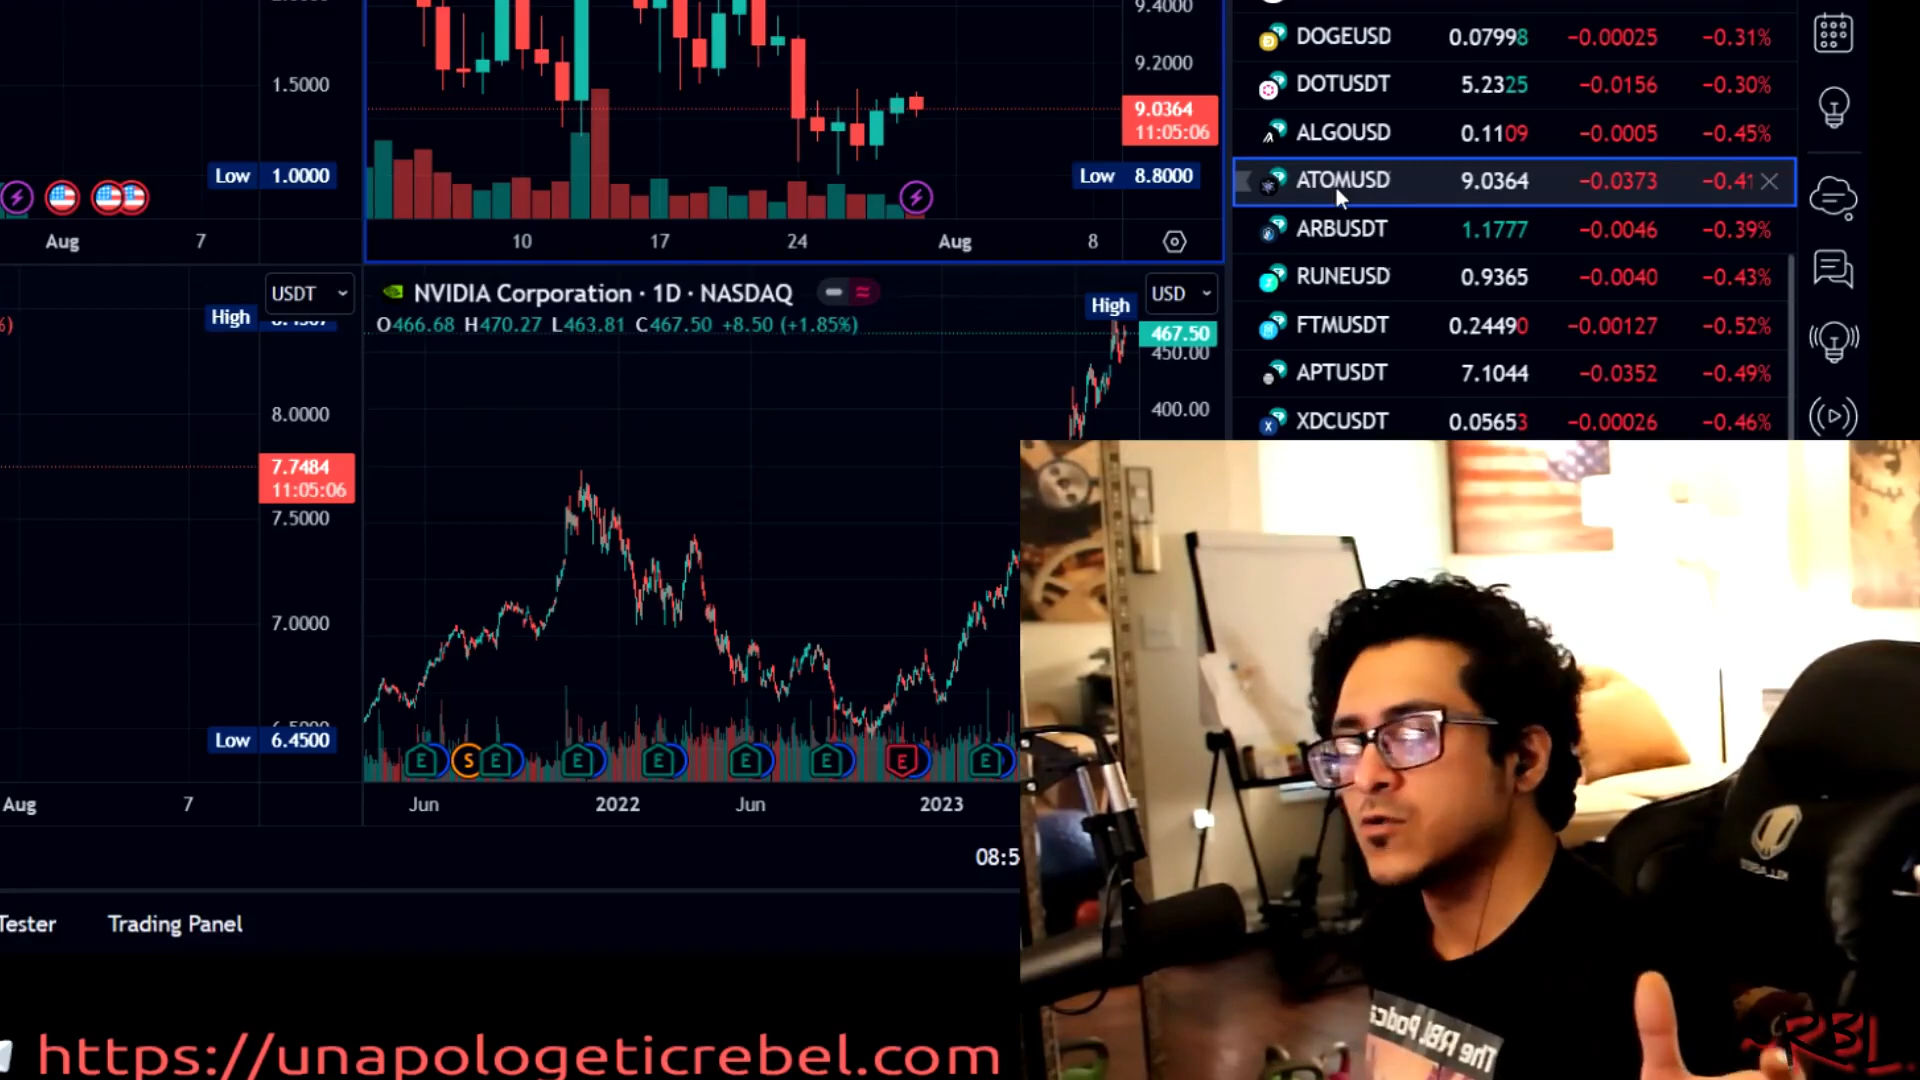 1.5000
Low 1.0000
Aug 7
9.4000
9.2000
9.0364
11:05:06
Low 8.8000
10 17 24 Aug 8
DOGEUSD 0.07998 −0.00025 −0.31%
DOTUSDT 5.2325 −0.0156 −0.30%
ALGOUSD 0.1109 −0.0005 −0.45%
ATOMUSD 9.0364 −0.0373 −0.41
ARBUSDT 1.1777 −0.0046 −0.39%
RUNEUSD 0.9365 −0.0040 −0.43%
FTMUSDT 0.24490 −0.00127 −0.52%
APTUSDT 7.1044 −0.0352 −0.49%
XDCUSDT 0.05653 −0.00026 −0.46%
USDT
High
8.0000
7.7484
11:05:06
7.5000
7.0000
Low 6.4500
Aug 7
NVIDIA Corporation · 1D · NASDAQ
O466.68 H470.27 L463.81 C467.50 +8.50 (+1.85%)
USD
High
467.50
450.00
400.00
E S E E E E E E E
Jun 2022 Jun 2023
08:5
Tester Trading Panel
https://unapologeticrebel.com
The RBL Podca
RBL